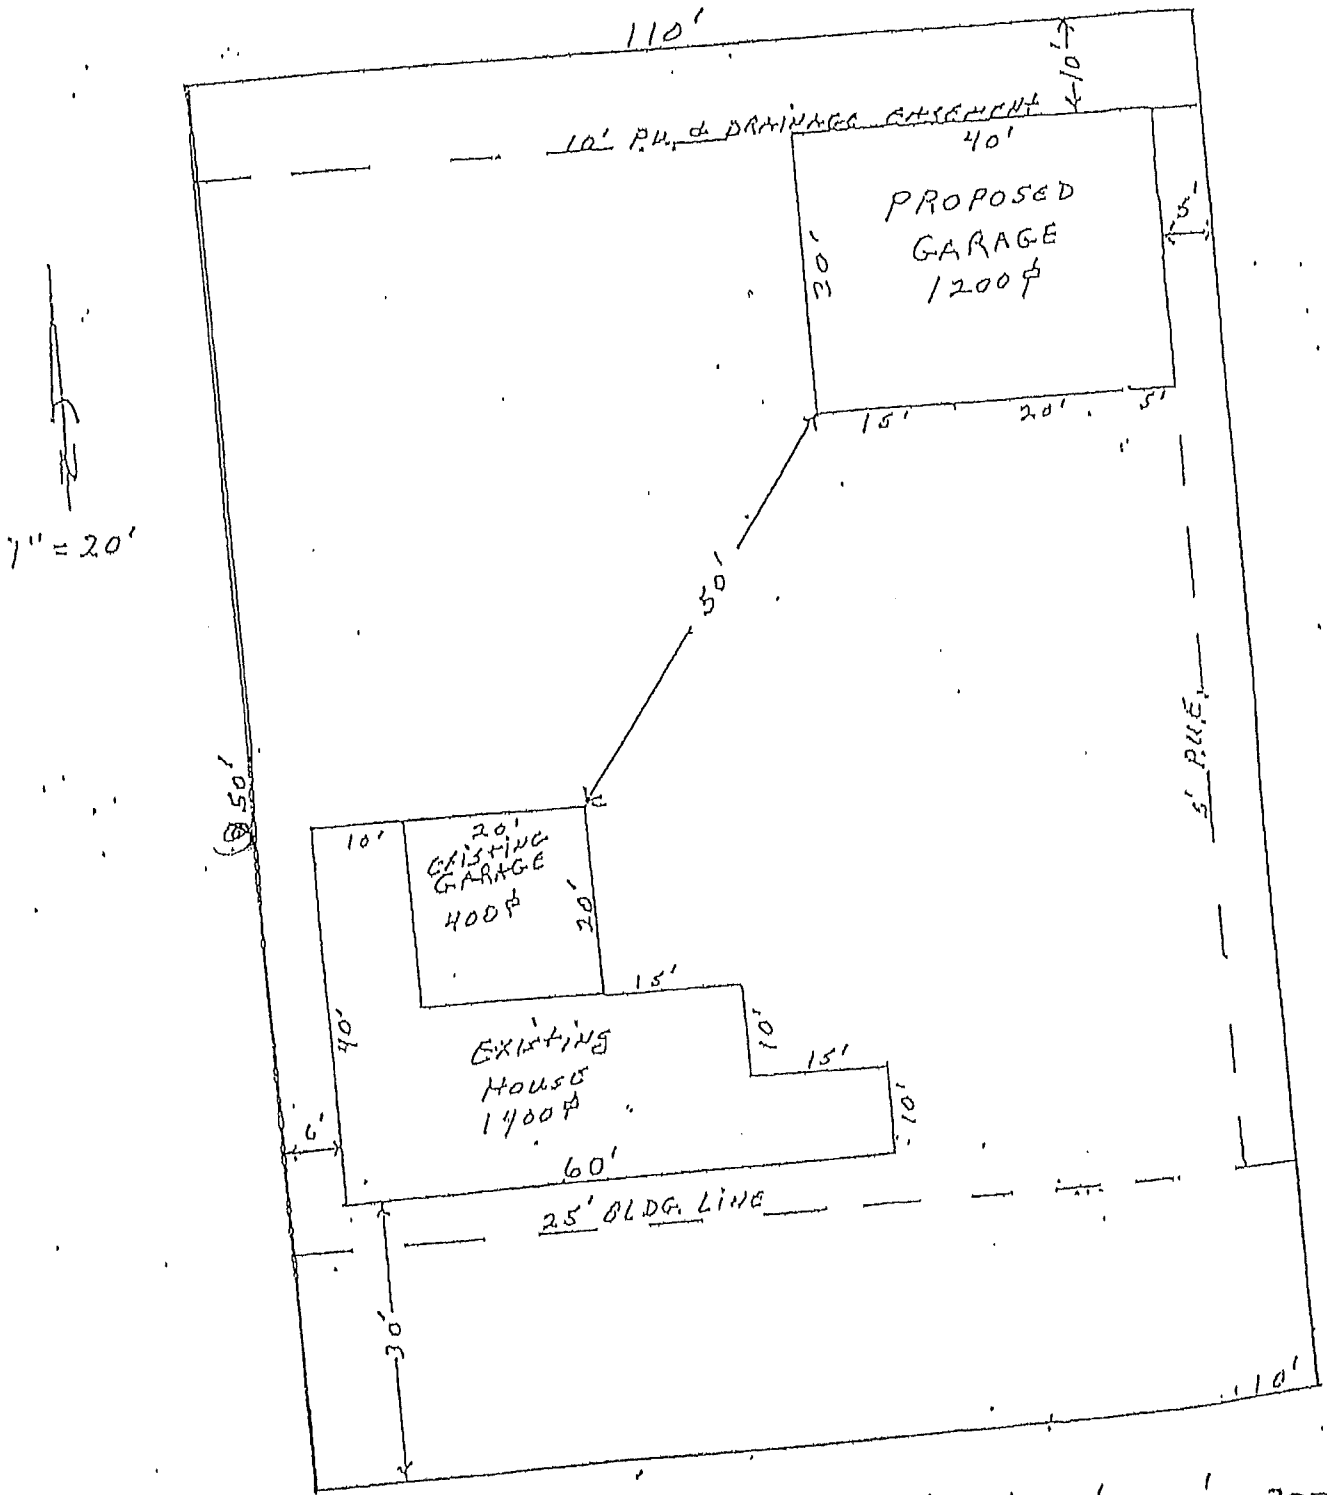 110'
10'
10' P.U. & DRAINAGE EASEMENT
40'
PROPOSED
GARAGE
1200 ⌷
30'
5'
15' 20' 5'
N
1" = 20'
50'
5' P.U.E.
50'
10' 20'
EXISTING
GARAGE
400 ⌷
20'
15'
10'
15'
10'
40'
EXISTING
HOUSE
1400 ⌷
6'
60'
25' BLDG. LINE
30'
110'